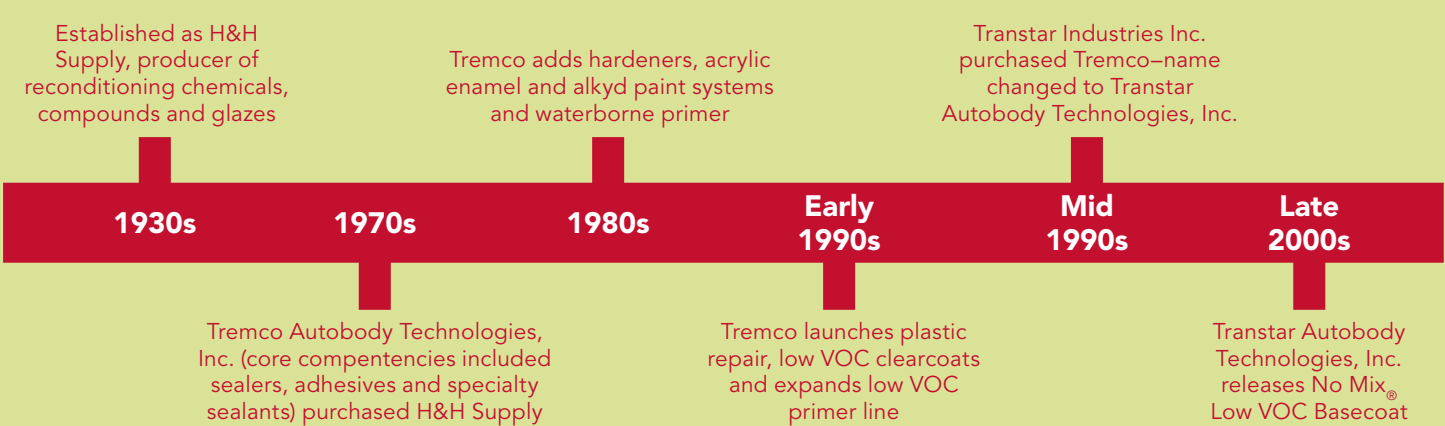 Established as H&H
Supply, producer of
reconditioning chemicals,
compounds and glazes
Tremco adds hardeners, acrylic
enamel and alkyd paint systems
and waterborne primer
Transtar Industries Inc.
purchased Tremco–name
changed to Transtar
Autobody Technologies, Inc.
1930s
1970s
1980s
Early
1990s
Mid
1990s
Late
2000s
Tremco Autobody Technologies,
Inc. (core compentencies included
sealers, adhesives and specialty
sealants) purchased H&H Supply
Tremco launches plastic
repair, low VOC clearcoats
and expands low VOC
primer line
Transtar Autobody
Technologies, Inc.
releases No Mix®
Low VOC Basecoat